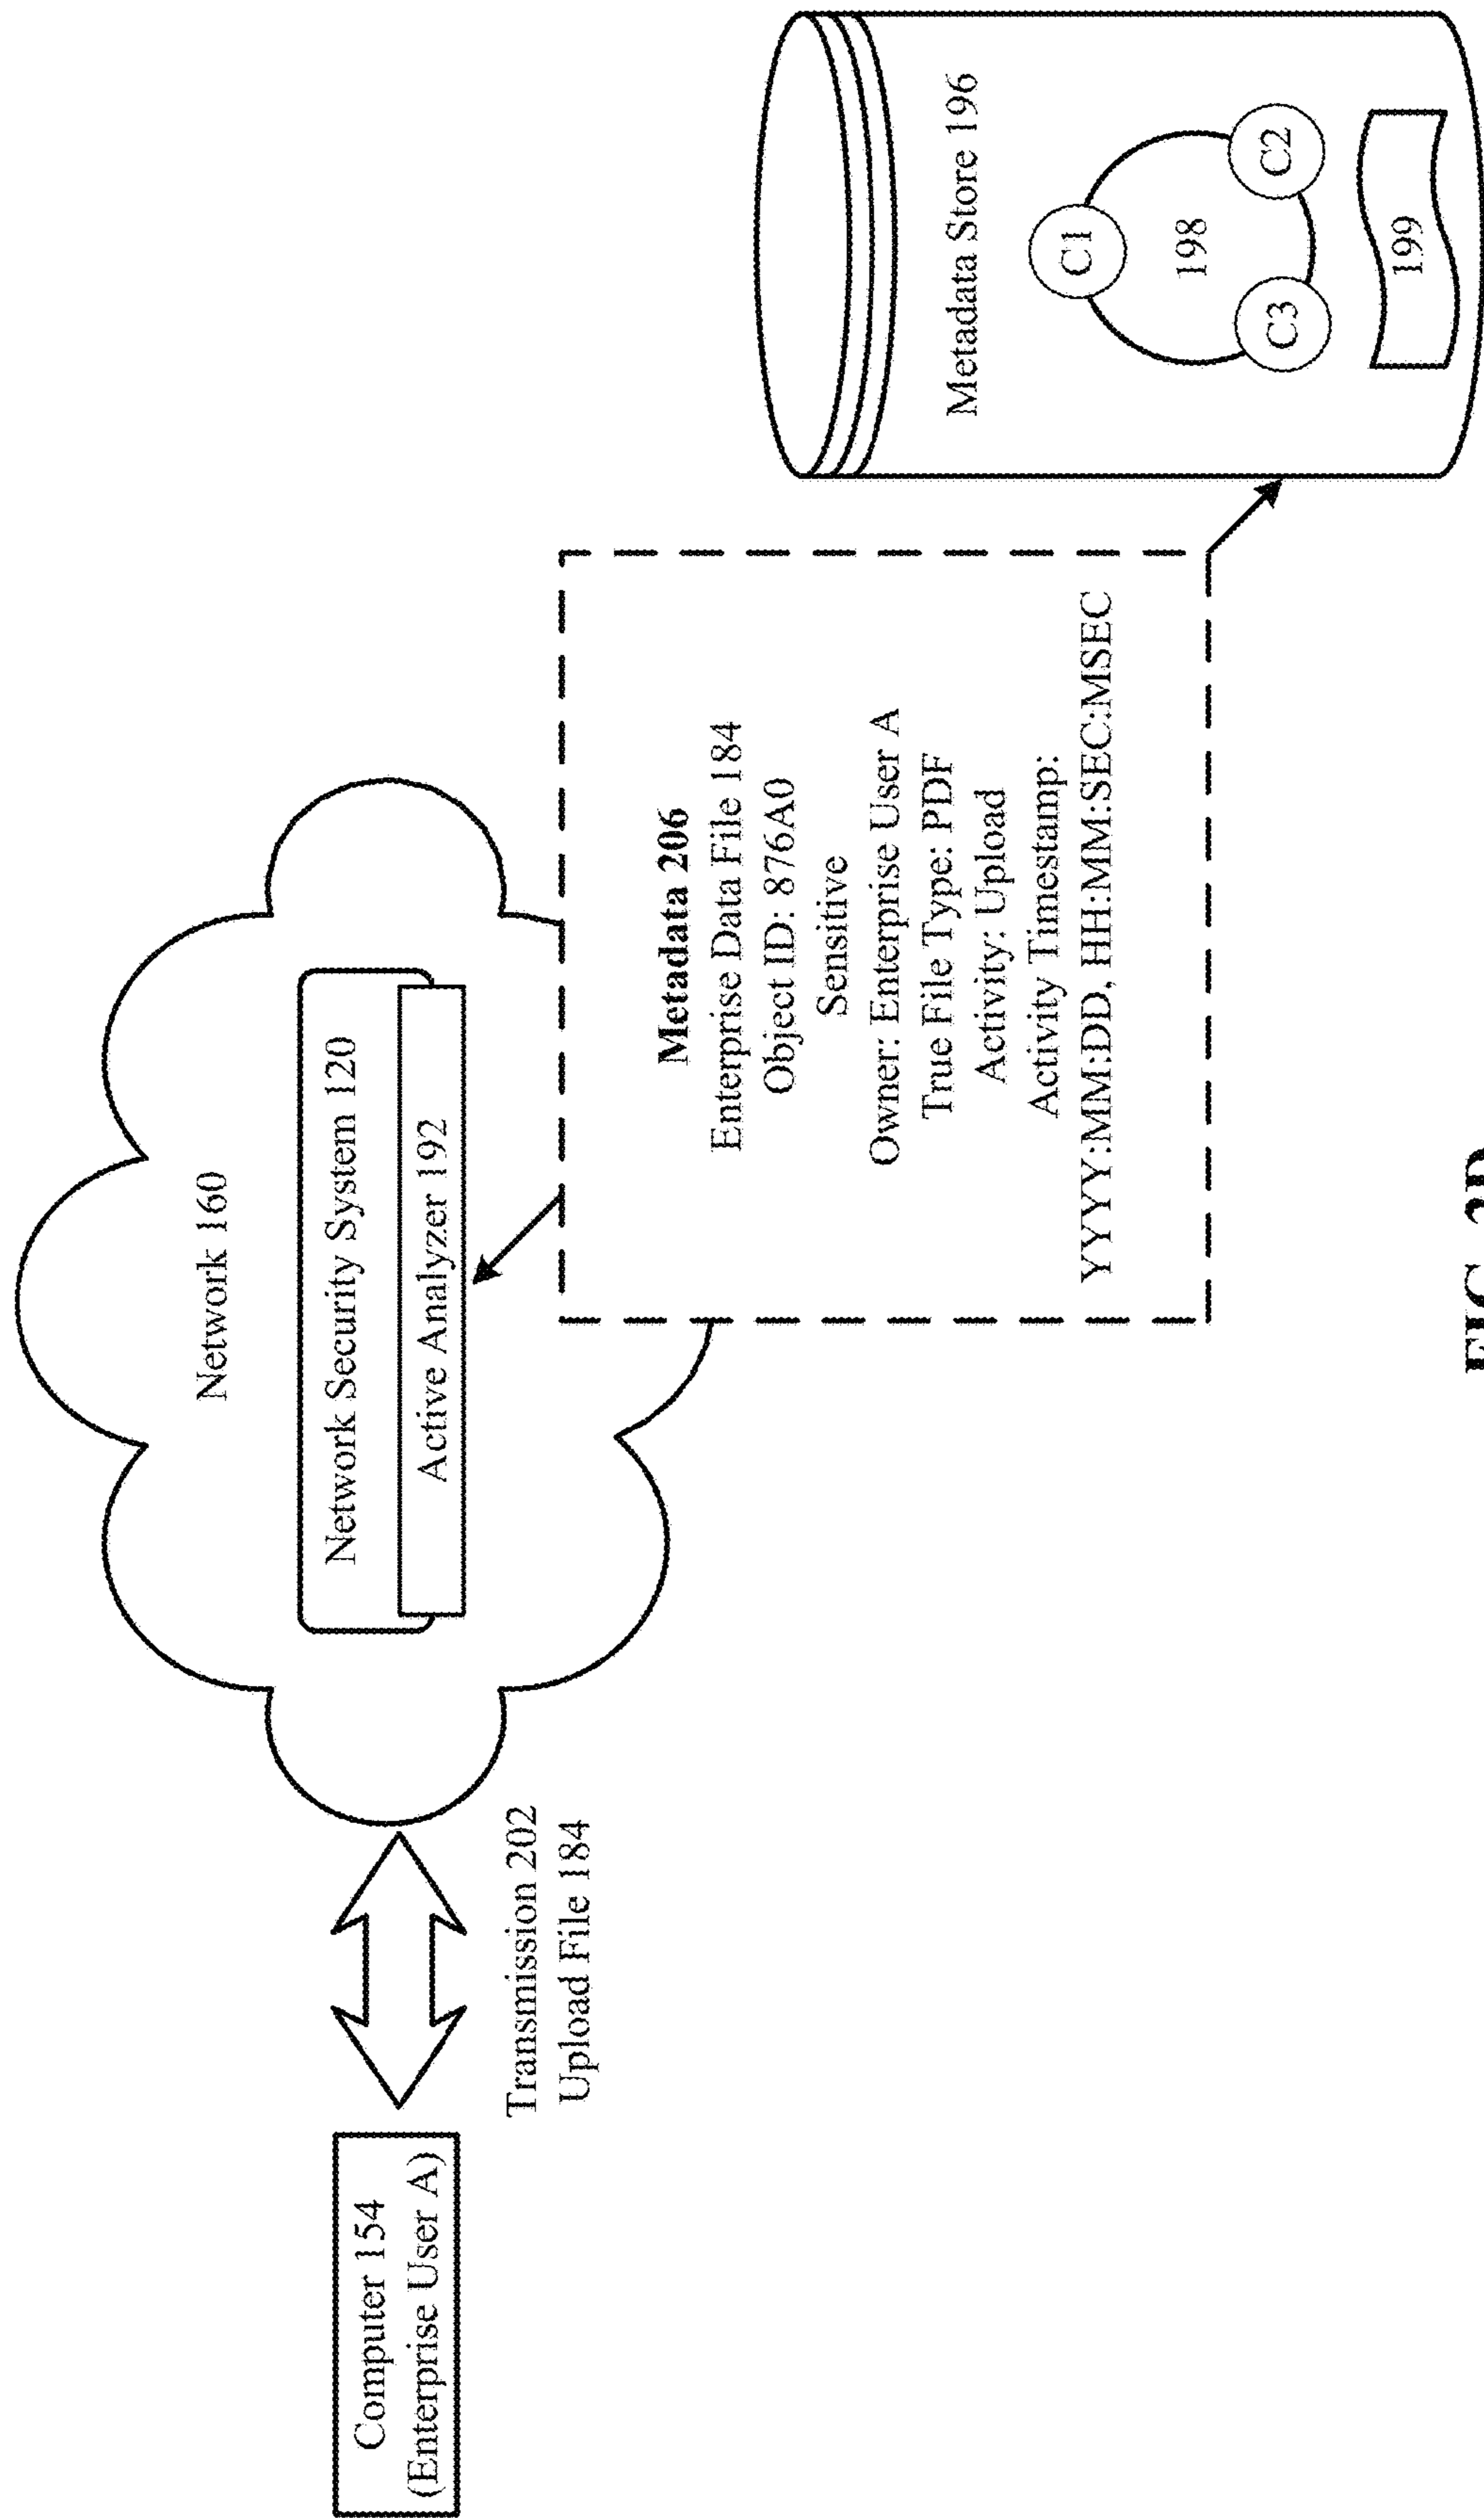 Network 160
Network Security System 120
Active Analyzer 192
Computer 154
(Enterprise User A)
Transmission 202
Upload File 184
Metadata 206
Enterprise Data File 184
Object ID: 876A0
Sensitive
Owner: Enterprise User A
True File Type: PDF
Activity: Upload
Activity Timestamp:
YYYY:MM:DD, HH:MM:SEC:MSEC
Metadata Store 196
C1
198
C3
C2
199
FIG.